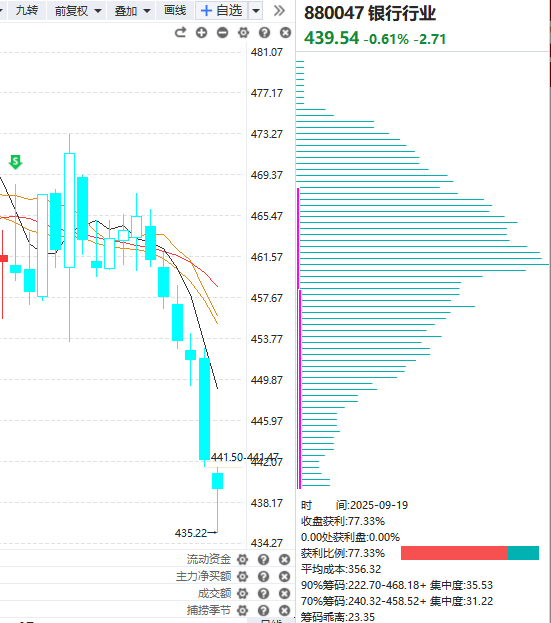 九转 前复权 叠加 画线 自选
481.07
477.17
473.27
469.37
465.47
461.57
457.67
453.77
449.87
445.97
442.07
438.17
434.27
S
441.50-441.47
435.22→
流动资金
主力净买额
成交额
捕捞季节
880047 银行行业
439.54 -0.61% -2.71
时 间:2025-09-19
收盘获利:77.33%
0.00处获利盘:0.00%
获利比例:77.33%
平均成本:356.32
90%筹码:222.70-468.18+ 集中度:35.53
70%筹码:240.32-458.52+ 集中度:31.22
筹码乖离:23.35